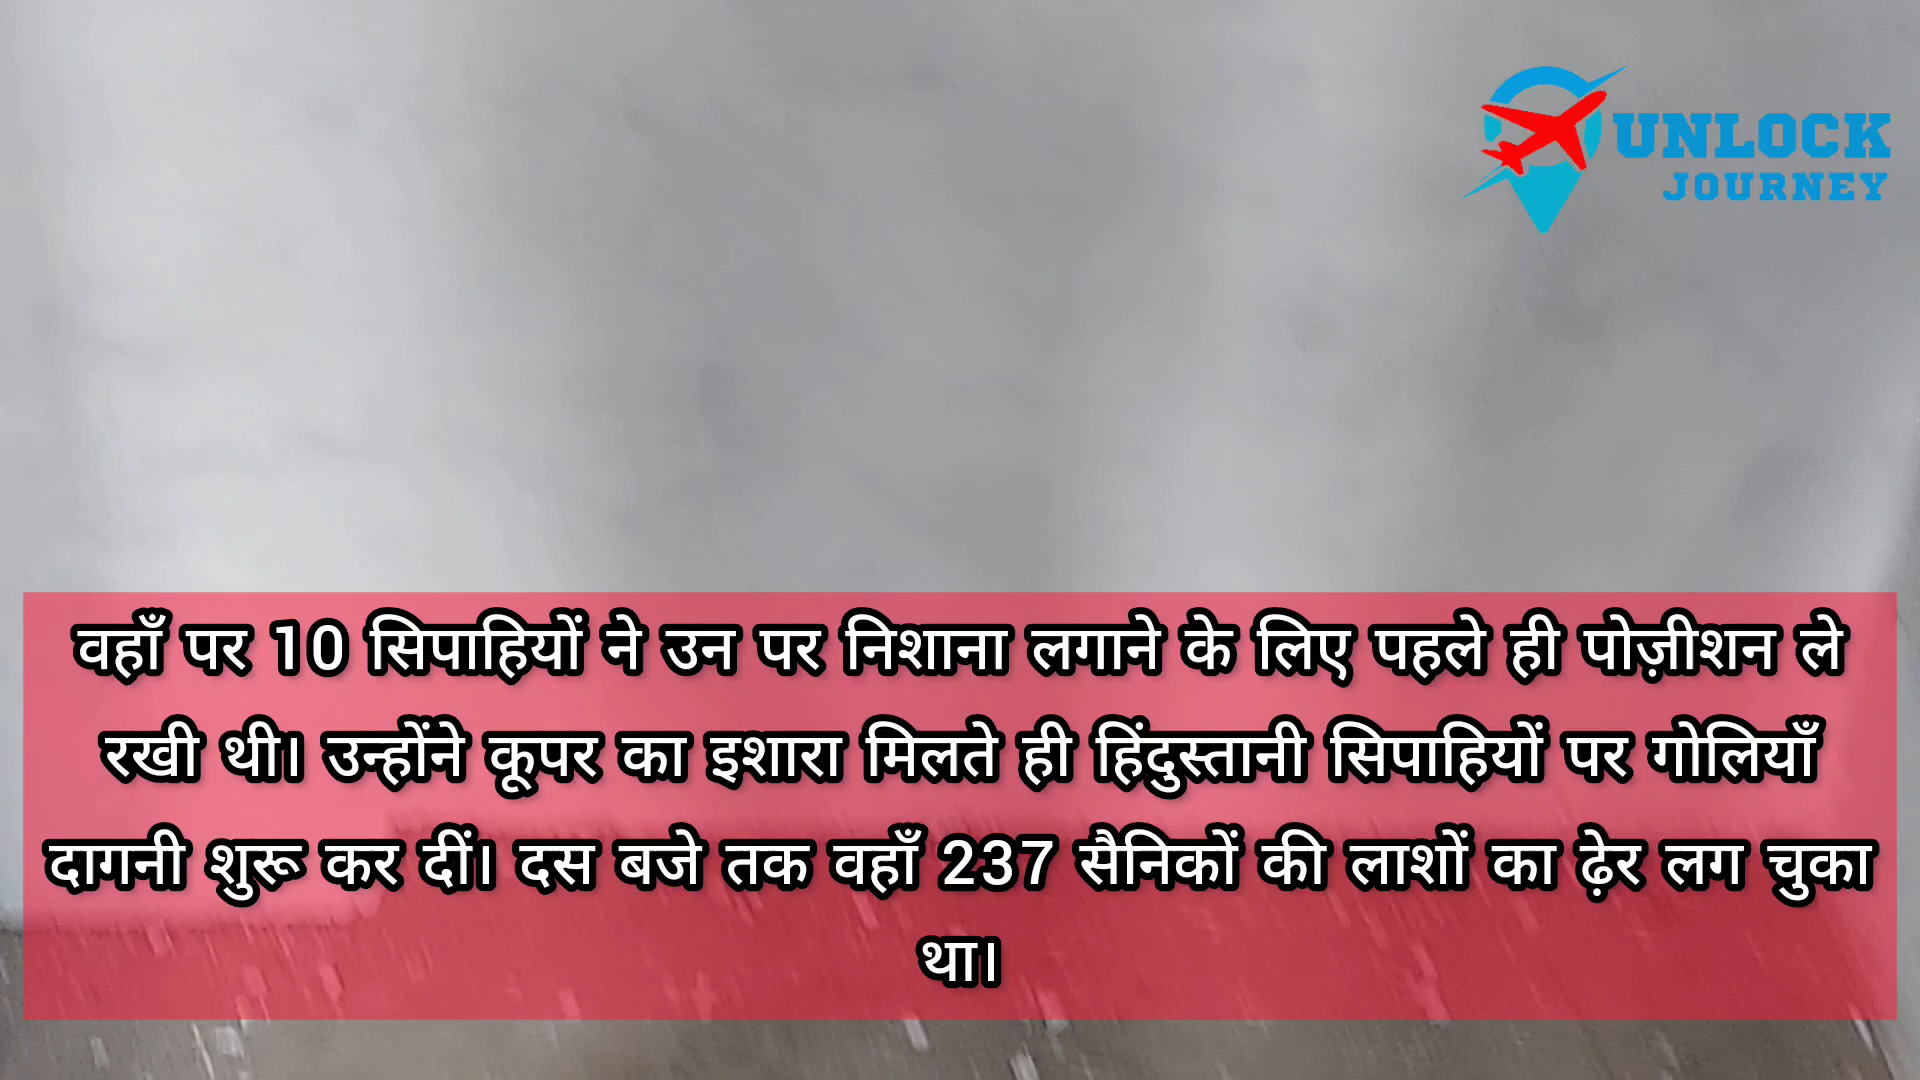 UNLOCK
JOURNEY
वहाँ पर 10 सिपाहियों ने उन पर निशाना लगाने के लिए पहले ही पोज़ीशन ले
रखी थी। उन्होंने कूपर का इशारा मिलते ही हिंदुस्तानी सिपाहियों पर गोलियाँ
दागनी शुरू कर दीं। दस बजे तक वहाँ 237 सैनिकों की लाशों का ढ़ेर लग चुका
था।